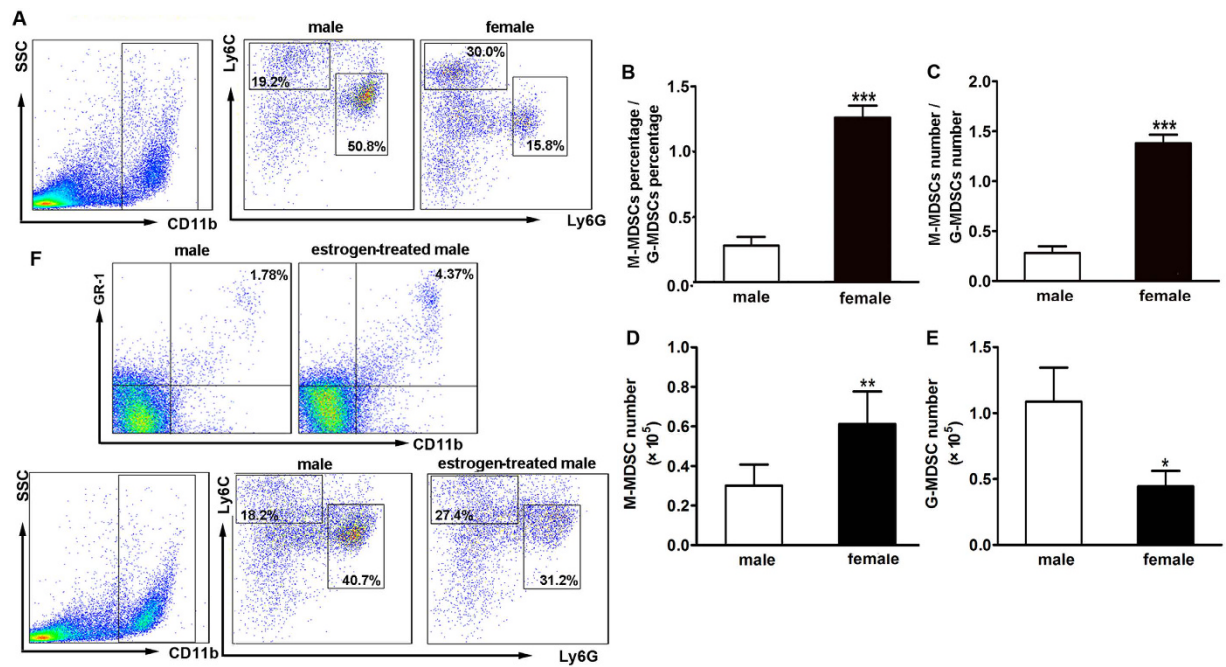 A
SSC
CD11b
male
female
Ly6C
19.2%
50.8%
30.0%
15.8%
Ly6G
B
M-MDSCs percentage /
G-MDSCs percentage
1.5
1.0
0.5
0.0
***
male
female
C
M-MDSCs number /
G-MDSCs number
2.0
1.5
1.0
0.5
0.0
***
male
female
D
M-MDSC number
(× 10⁵)
1.0
0.8
0.6
0.4
0.2
0.0
**
male
female
E
G-MDSC number
(× 10⁵)
1.5
1.0
0.5
0.0
*
male
female
F
male
estrogen-treated male
GR-1
1.78%
4.37%
CD11b
SSC
CD11b
male
estrogen-treated male
Ly6C
18.2%
40.7%
27.4%
31.2%
Ly6G